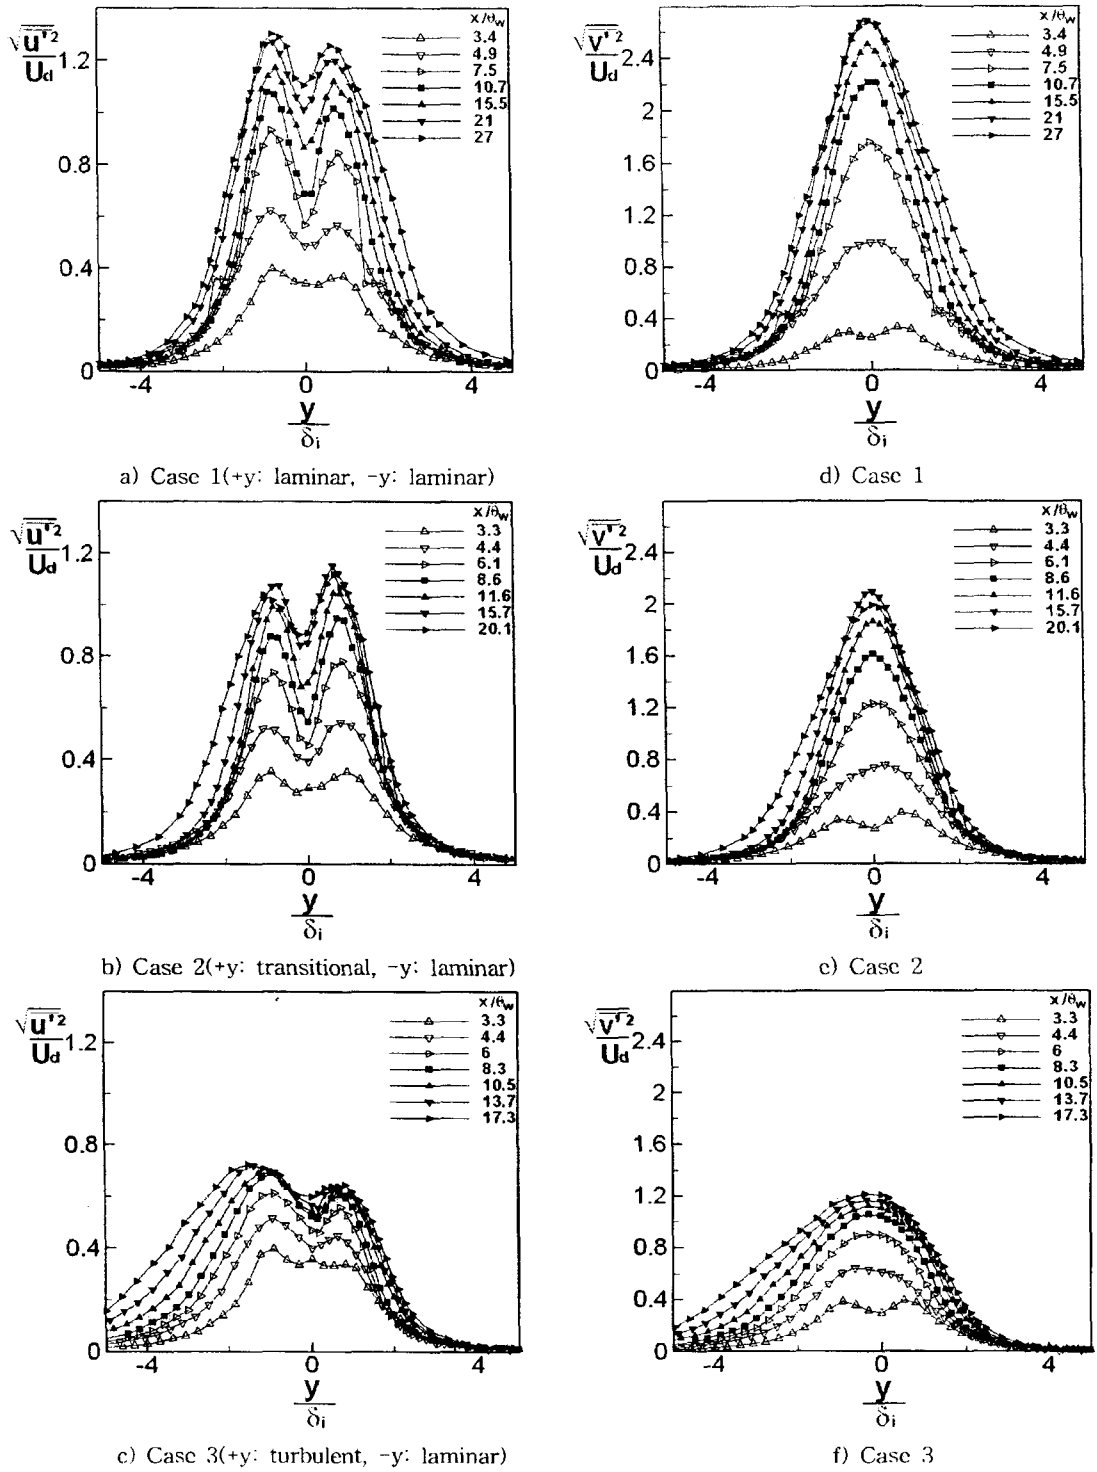 √u'² / U_d
1.2
0.8
0.4
0
-4 0 4
y / δ_i
x/θ_w
3.4
4.9
7.5
10.7
15.5
21
27
a) Case 1(+y: laminar, -y: laminar)
√v'² / U_d
2.4
2
1.6
1.2
0.8
0.4
0
-4 0 4
y / δ_i
x/θ_w
3.4
4.9
7.5
10.7
15.5
21
27
d) Case 1
√u'² / U_d
1.2
0.8
0.4
0
-4 0 4
y / δ_i
x/θ_w
3.3
4.4
6.1
8.6
11.6
15.7
20.1
b) Case 2(+y: transitional, -y: laminar)
√v'² / U_d
2.4
2
1.6
1.2
0.8
0.4
0
-4 0 4
y / δ_i
x/θ_w
3.3
4.4
6.1
8.6
11.6
15.7
20.1
e) Case 2
√u'² / U_d
1.2
0.8
0.4
0
-4 0 4
y / δ_i
x/θ_w
3.3
4.4
6
8.3
10.5
13.7
17.3
c) Case 3(+y: turbulent, -y: laminar)
√v'² / U_d
2.4
2
1.6
1.2
0.8
0.4
0
-4 0 4
y / δ_i
x/θ_w
3.3
4.4
6
8.3
10.5
13.7
17.3
f) Case 3